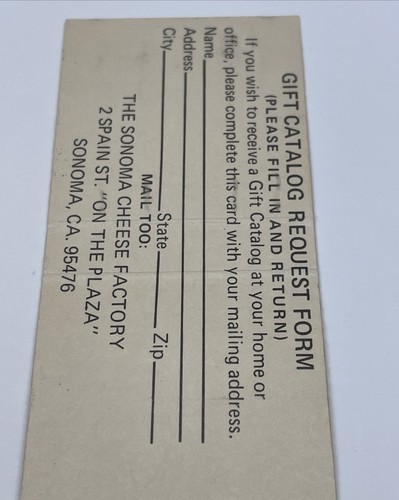 GIFT CATALOG REQUEST FORM
(PLEASE FILL IN AND RETURN)
If you wish to receive a Gift Catalog at your home or
office, please complete this card with your mailing address.
Name
Address
City State Zip
MAIL TOO:
THE SONOMA CHEESE FACTORY
2 SPAIN ST. "ON THE PLAZA"
SONOMA, CA. 95476